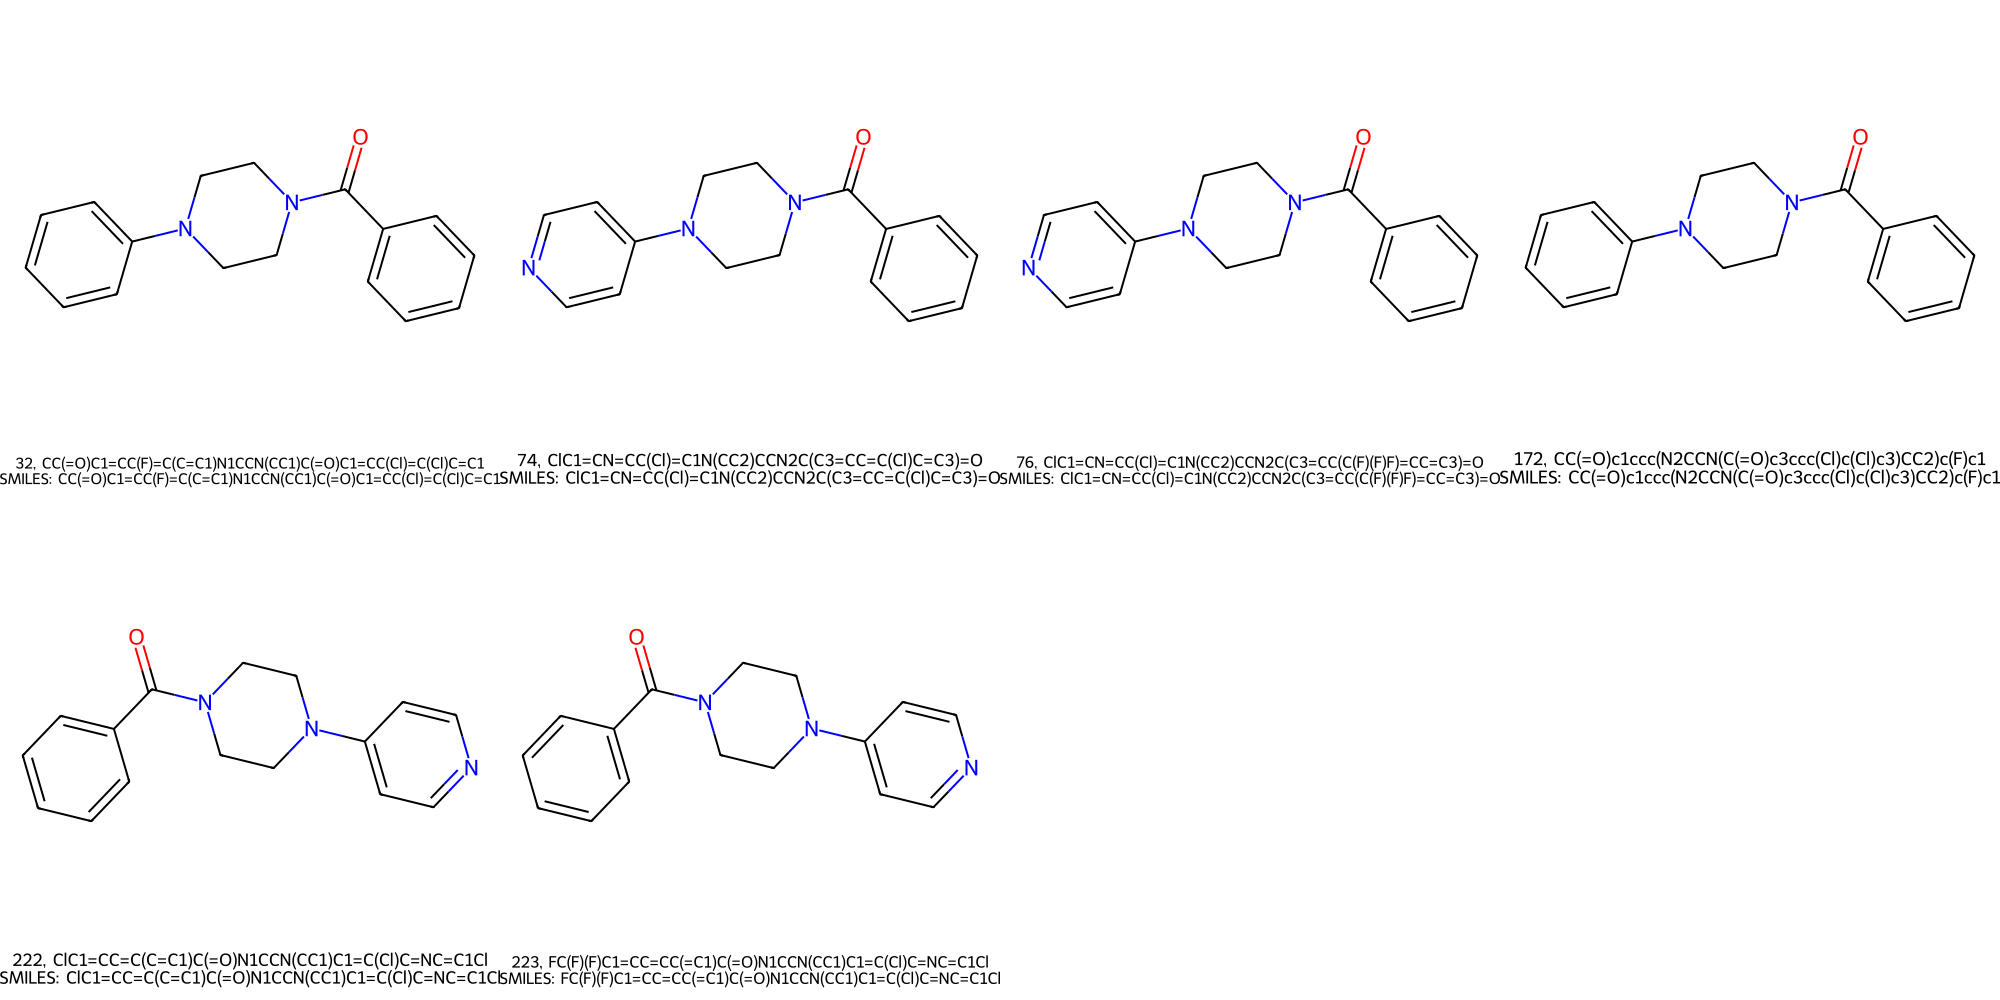 O
O
O
O
N
N
N
N
N
N
N
N
N
N
32, CC(=O)C1=CC(F)=C(C=C1)N1CCN(CC1)C(=O)C1=CC(Cl)=C(Cl)C=C1
SMILES: CC(=O)C1=CC(F)=C(C=C1)N1CCN(CC1)C(=O)C1=CC(Cl)=C(Cl)C=C1
74, ClC1=CN=CC(Cl)=C1N(CC2)CCN2C(C3=CC=C(Cl)C=C3)=O
SMILES: ClC1=CN=CC(Cl)=C1N(CC2)CCN2C(C3=CC=C(Cl)C=C3)=O
76, ClC1=CN=CC(Cl)=C1N(CC2)CCN2C(C3=CC(C(F)(F)F)=CC=C3)=O
SMILES: ClC1=CN=CC(Cl)=C1N(CC2)CCN2C(C3=CC(C(F)(F)F)=CC=C3)=O
172, CC(=O)c1ccc(N2CCN(C(=O)c3ccc(Cl)c(Cl)c3)CC2)c(F)c1
SMILES: CC(=O)c1ccc(N2CCN(C(=O)c3ccc(Cl)c(Cl)c3)CC2)c(F)c1
O
O
N
N
N
N
N
N
222, ClC1=CC=C(C=C1)C(=O)N1CCN(CC1)C1=C(Cl)C=NC=C1Cl
SMILES: ClC1=CC=C(C=C1)C(=O)N1CCN(CC1)C1=C(Cl)C=NC=C1Cl
223, FC(F)(F)C1=CC=CC(=C1)C(=O)N1CCN(CC1)C1=C(Cl)C=NC=C1Cl
SMILES: FC(F)(F)C1=CC=CC(=C1)C(=O)N1CCN(CC1)C1=C(Cl)C=NC=C1Cl